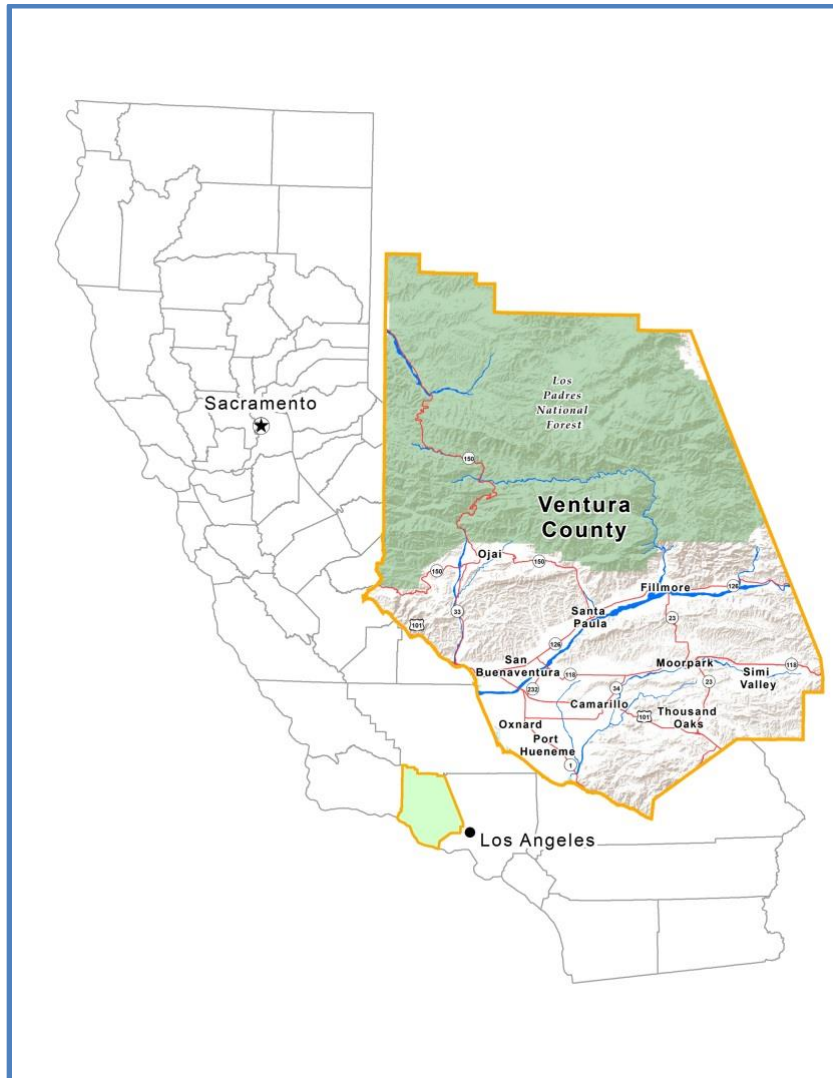 Sacramento
Los
Padres
National
Forest
150
Ventura
County
Ojai
150
150
Fillmore
126
33
101
Santa
Paula
23
126
San
Buenaventura
118
Moorpark
118
232
34
23
Simi
Valley
Camarillo
101
Thousand
Oaks
Oxnard
Port
Hueneme
1
Los Angeles